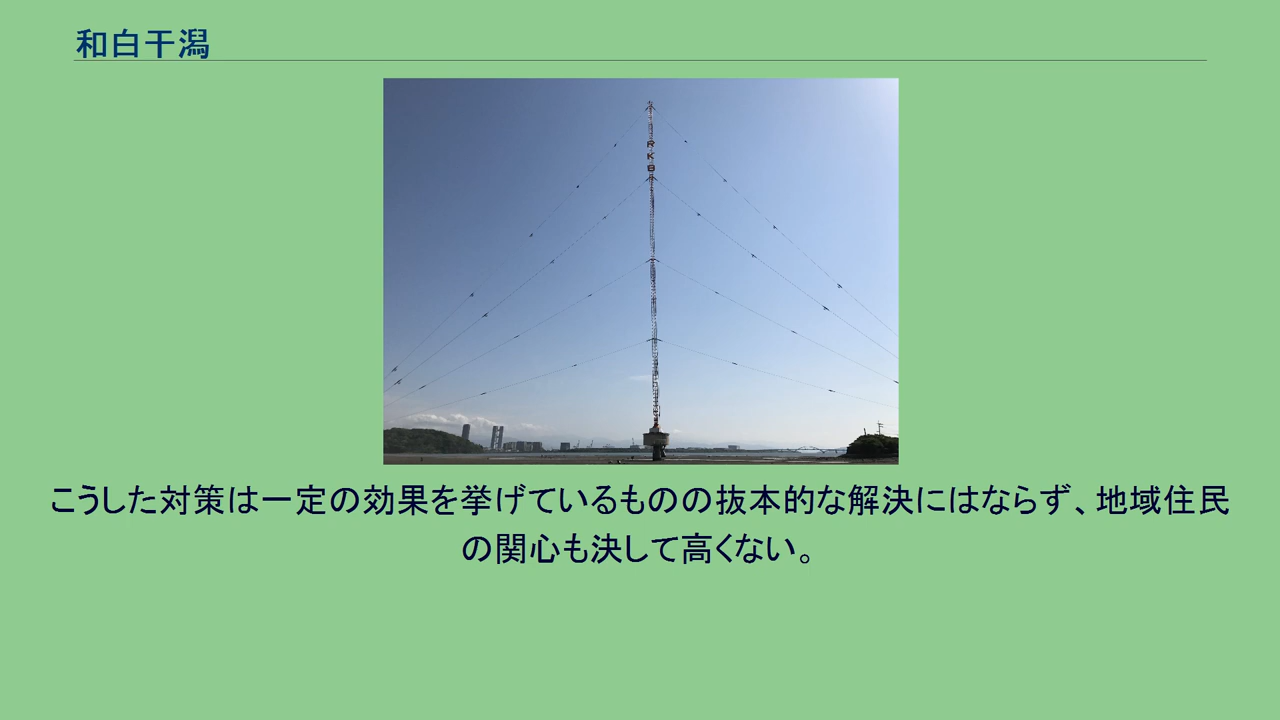 和白干潟
RKB
こうした対策は一定の効果を挙げているものの抜本的な解決にはならず、地域住民
の関心も決して高くない。